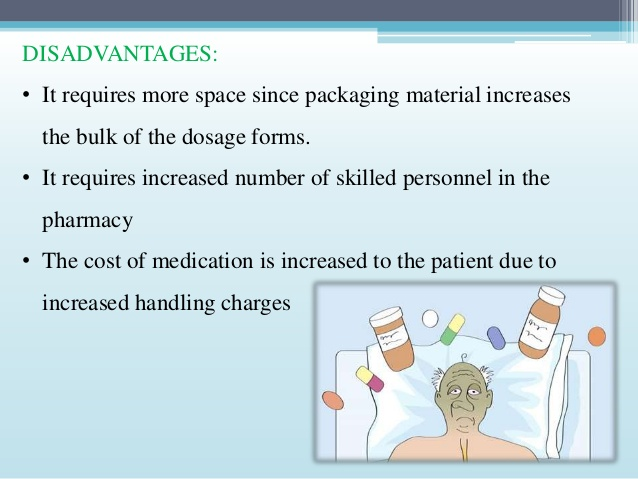 DISADVANTAGES:
• It requires more space since packaging material increases
the bulk of the dosage forms.
• It requires increased number of skilled personnel in the
pharmacy
• The cost of medication is increased to the patient due to
increased handling charges